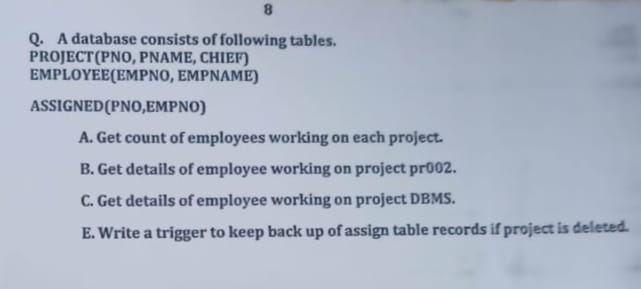 8
Q. A database consists of following tables.
PROJECT(PNO, PNAME, CHIEF)
EMPLOYEE(EMPNO, EMPNAME)
ASSIGNED(PNO,EMPNO)
A. Get count of employees working on each project.
B. Get details of employee working on project pr002.
C. Get details of employee working on project DBMS.
E. Write a trigger to keep back up of assign table records if project is deleted.